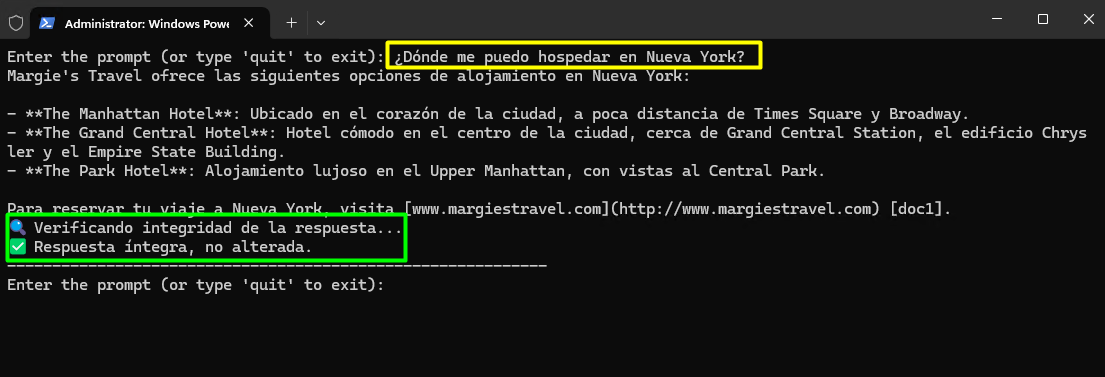 Administrator: Windows Powe
Enter the prompt (or type 'quit' to exit): ¿Dónde me puedo hospedar en Nueva York?
Margie's Travel ofrece las siguientes opciones de alojamiento en Nueva York:
- **The Manhattan Hotel**: Ubicado en el corazón de la ciudad, a poca distancia de Times Square y Broadway.
- **The Grand Central Hotel**: Hotel cómodo en el centro de la ciudad, cerca de Grand Central Station, el edificio Chrys
ler y el Empire State Building.
- **The Park Hotel**: Alojamiento lujoso en el Upper Manhattan, con vistas al Central Park.
Para reservar tu viaje a Nueva York, visita [www.margiestravel.com](http://www.margiestravel.com) [doc1].
🔍 Verificando integridad de la respuesta...
✅ Respuesta íntegra, no alterada.
------------------------------------------------------------
Enter the prompt (or type 'quit' to exit):